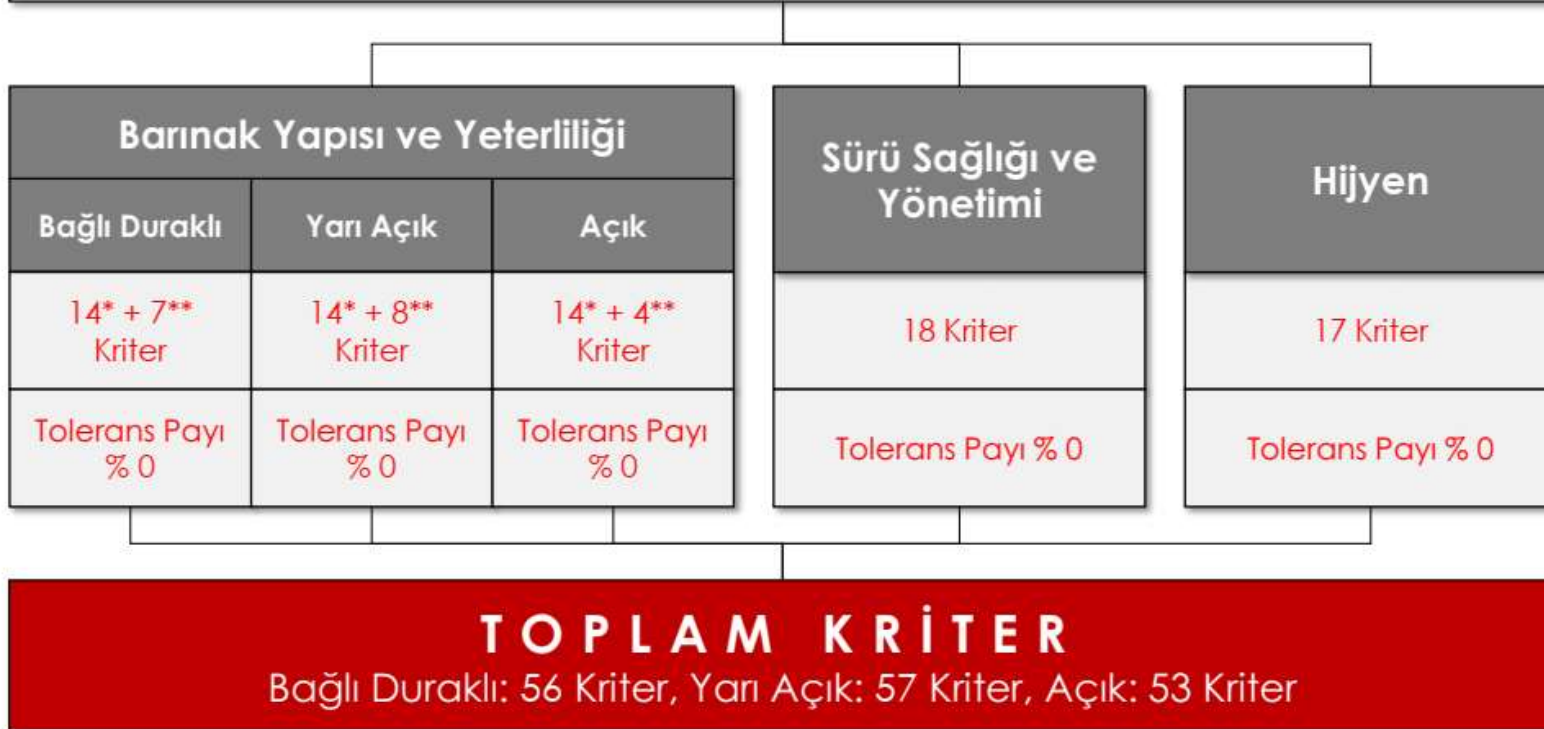 Barınak Yapısı ve Yeterliliği
Bağlı Duraklı
Yarı Açık
Açık
14* + 7**
Kriter
14* + 8**
Kriter
14* + 4**
Kriter
Tolerans Payı
% 0
Tolerans Payı
% 0
Tolerans Payı
% 0
Sürü Sağlığı ve
Yönetimi
18 Kriter
Tolerans Payı % 0
Hijyen
17 Kriter
Tolerans Payı % 0
TOPLAM KRİTER
Bağlı Duraklı: 56 Kriter, Yarı Açık: 57 Kriter, Açık: 53 Kriter